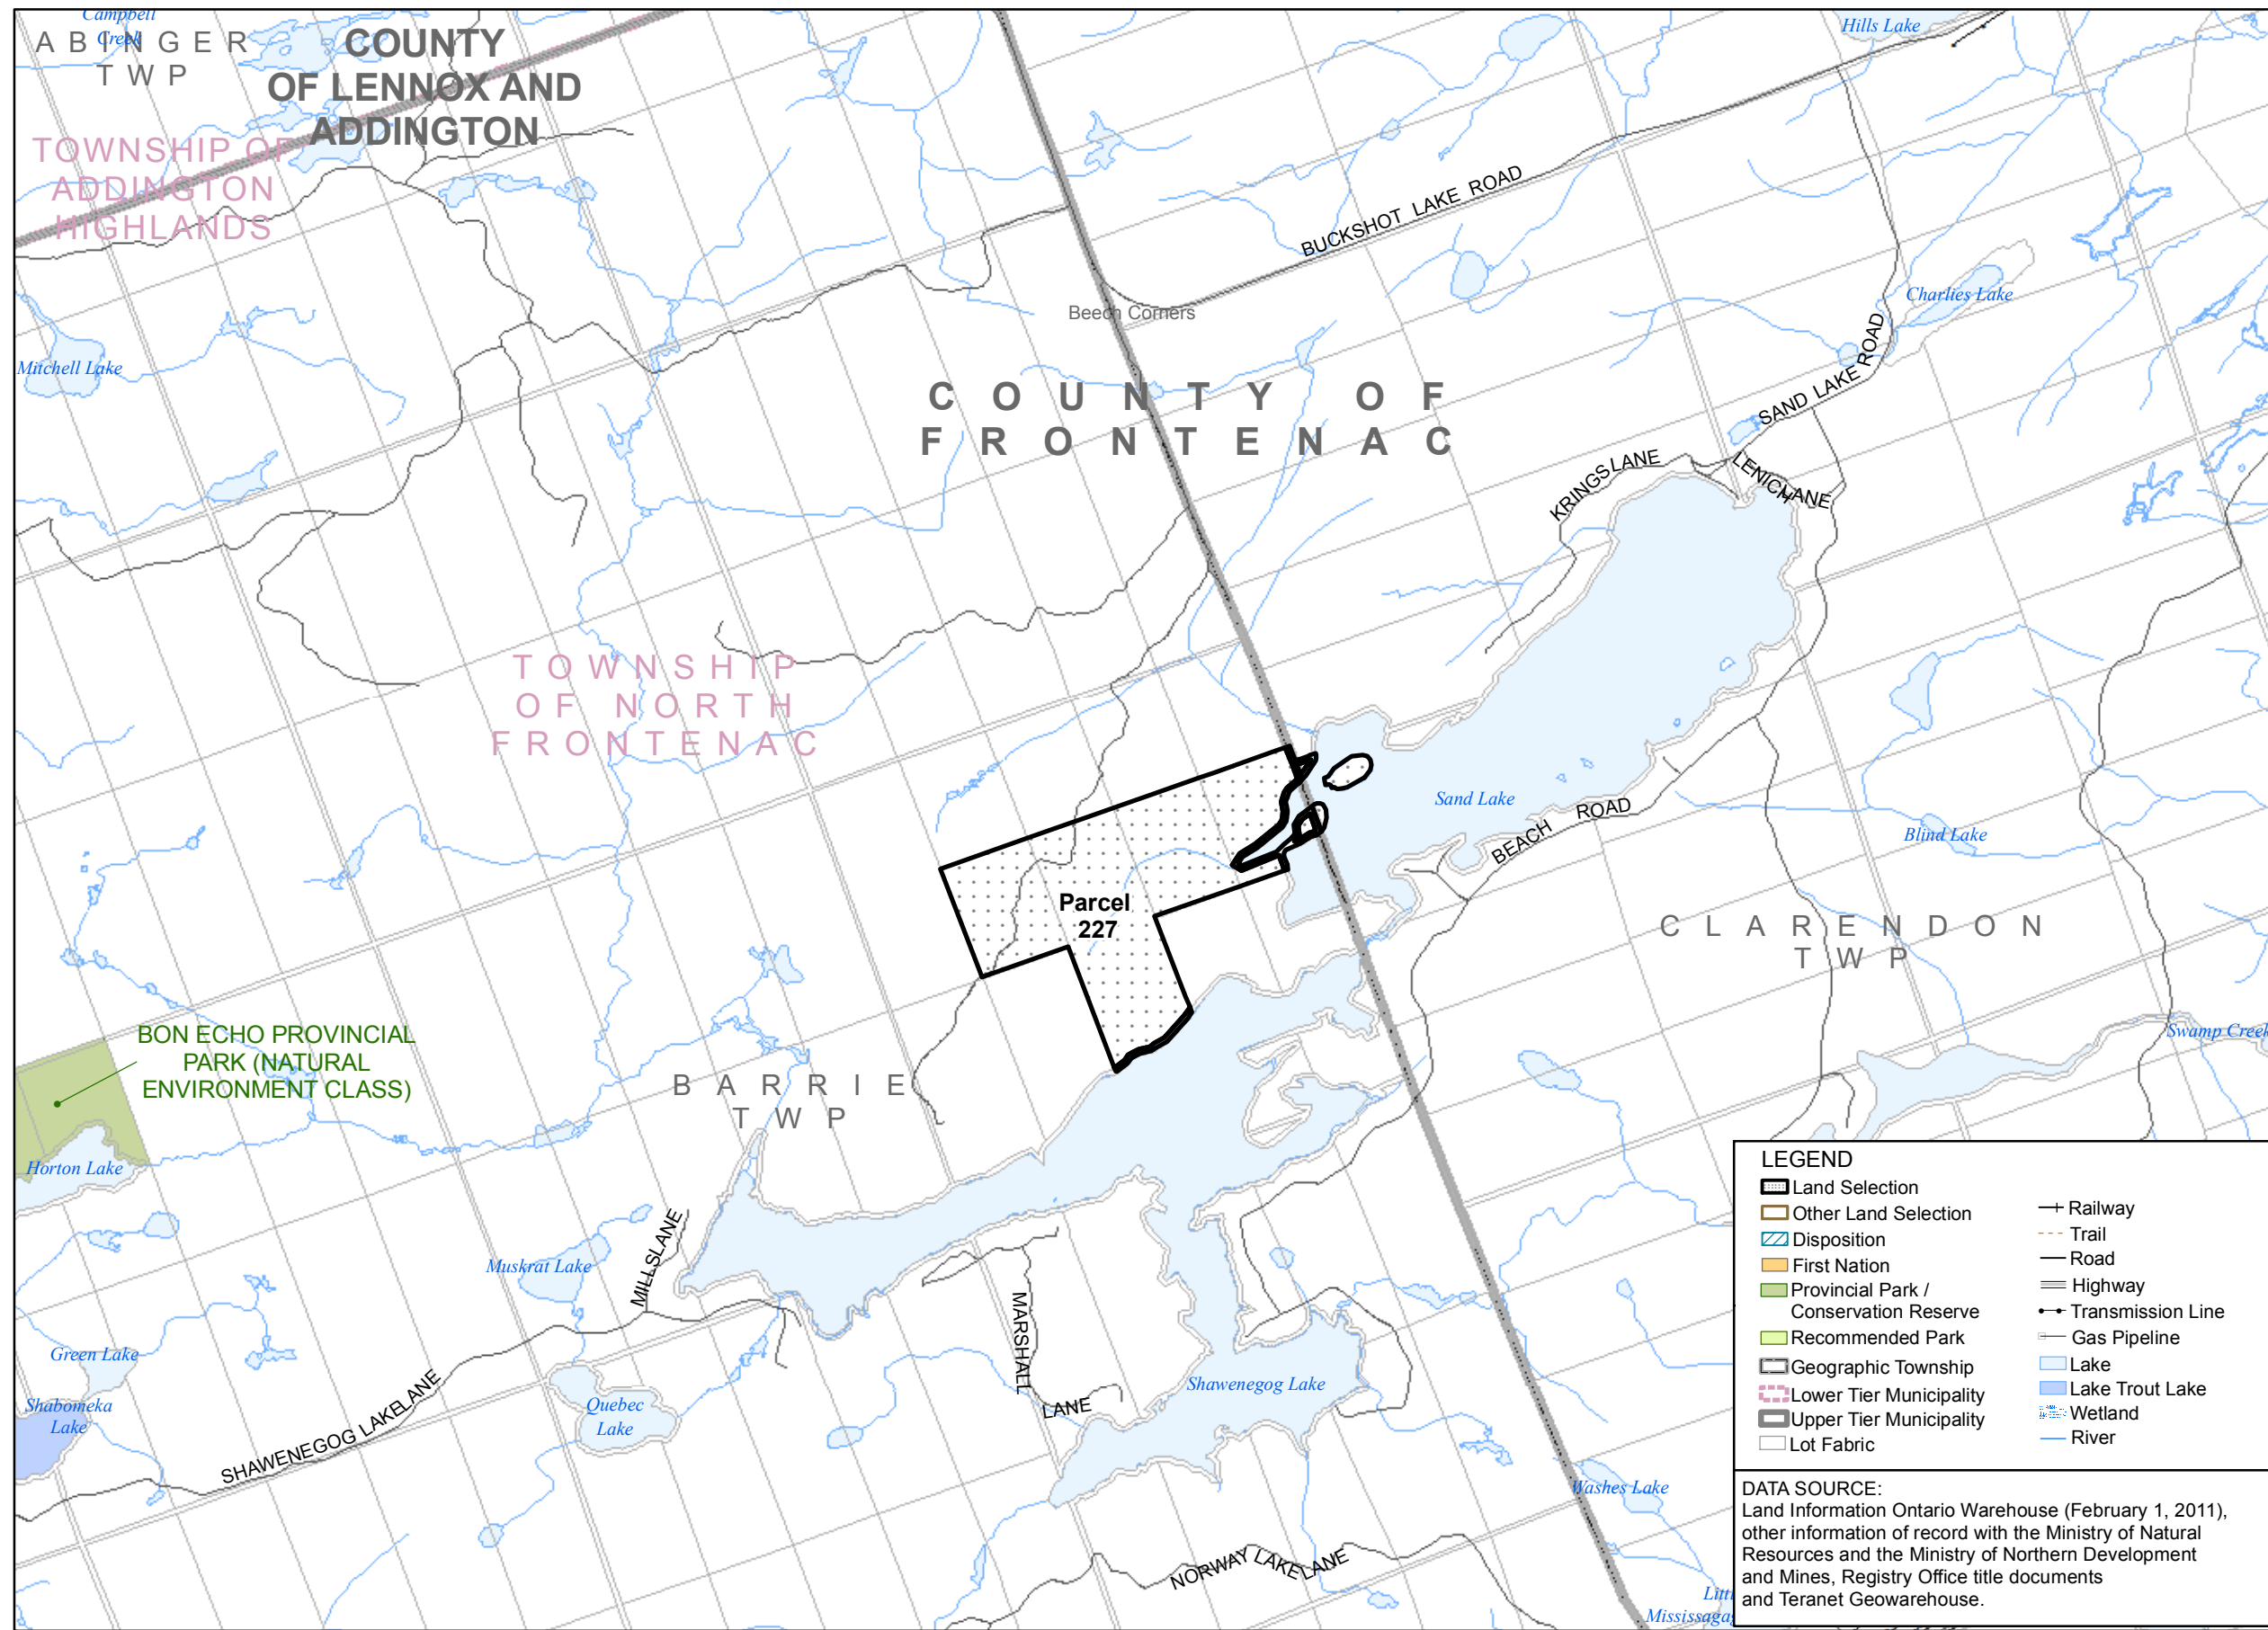 Campbell
Creek
ABINGER
TWP
COUNTY
OF LENNOX AND
ADDINGTON
TOWNSHIP OF
ADDINGTON
HIGHLANDS
Hills Lake
BUCKSHOT LAKE ROAD
Beech Corners
Charlies Lake
Mitchell Lake
SAND LAKE ROAD
COUNTY OF
FRONTENAC
KRINGS LANE
LENICH LANE
TOWNSHIP
OF NORTH
FRONTENAC
Sand Lake
BEACH ROAD
Blind Lake
Parcel
227
CLARENDON
TWP
BON ECHO PROVINCIAL
PARK (NATURAL
ENVIRONMENT CLASS)
Swamp Creek
BARRIE
TWP
Horton Lake
MILLS LANE
Muskrat Lake
MARSHALL
LANE
Green Lake
Shabomeka
Lake
SHAWENEGOG LAKE LANE
Quebec
Lake
Shawenegog Lake
Washes Lake
NORWAY LAKE LANE
LEGEND
Land Selection
Other Land Selection
Disposition
First Nation
Provincial Park /
Conservation Reserve
Recommended Park
Geographic Township
Lower Tier Municipality
Upper Tier Municipality
Lot Fabric
Railway
Trail
Road
Highway
Transmission Line
Gas Pipeline
Lake
Lake Trout Lake
Wetland
River
DATA SOURCE:
Land Information Ontario Warehouse (February 1, 2011),
other information of record with the Ministry of Natural
Resources and the Ministry of Northern Development
and Mines, Registry Office title documents
and Teranet Geowarehouse.